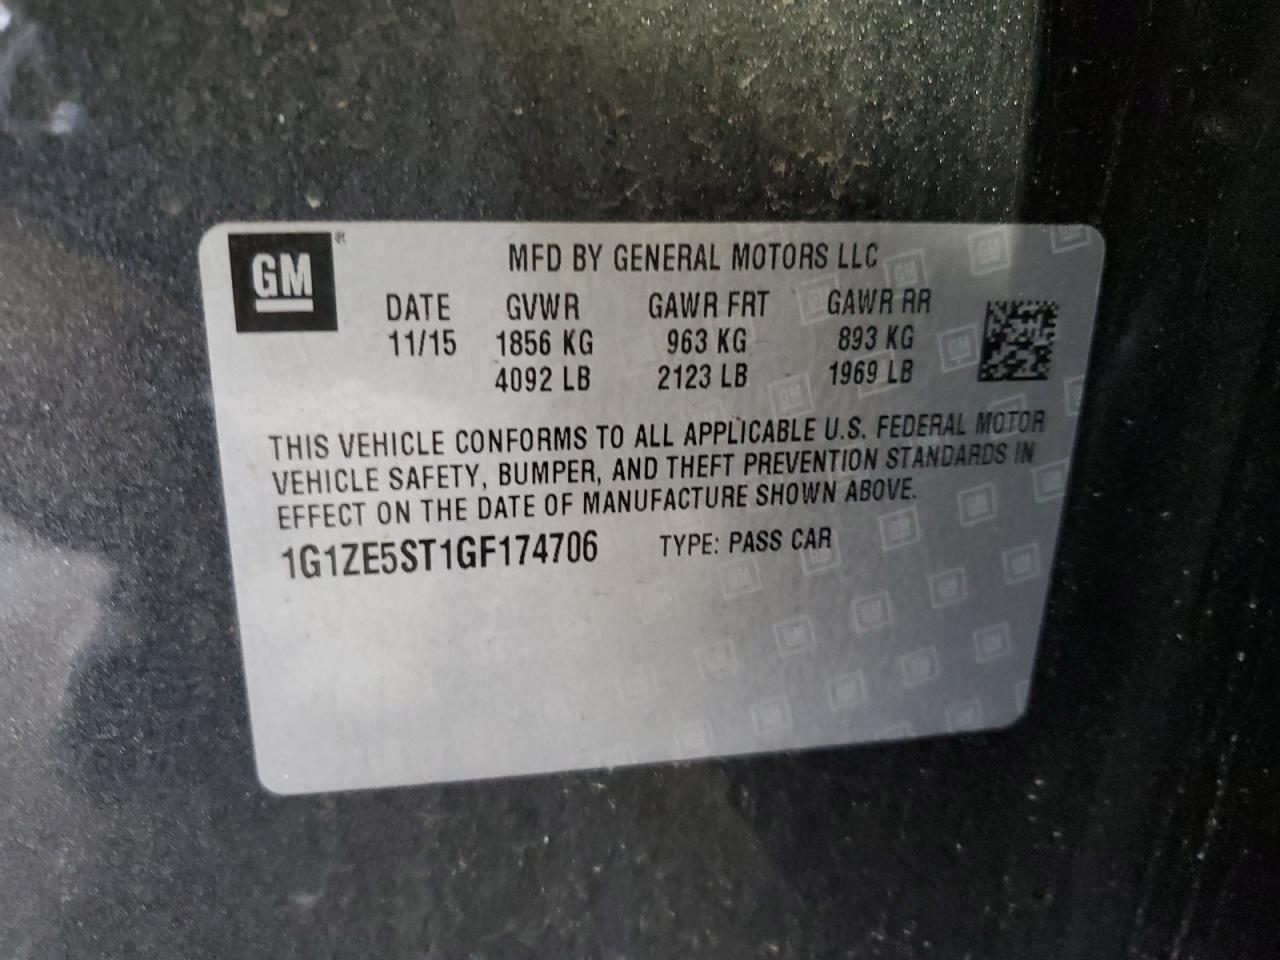 GM ®
MFD BY GENERAL MOTORS LLC
DATE GVWR GAWR FRT GAWR RR
11/15 1856 KG 963 KG 893 KG
4092 LB 2123 LB 1969 LB
THIS VEHICLE CONFORMS TO ALL APPLICABLE U.S. FEDERAL MOTOR
VEHICLE SAFETY, BUMPER, AND THEFT PREVENTION STANDARDS IN
EFFECT ON THE DATE OF MANUFACTURE SHOWN ABOVE.
1G1ZE5ST1GF174706 TYPE: PASS CAR